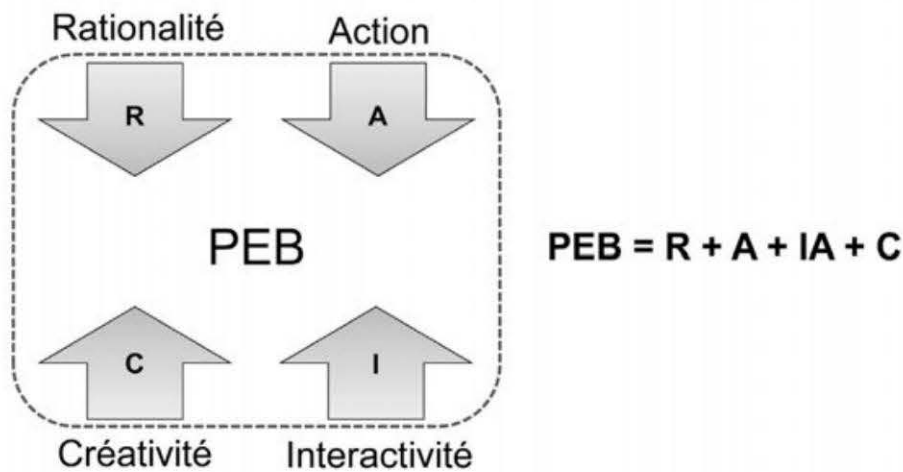 Rationalité
Action
R
A
PEB
PEB = R + A + IA + C
C
I
Créativité
Interactivité